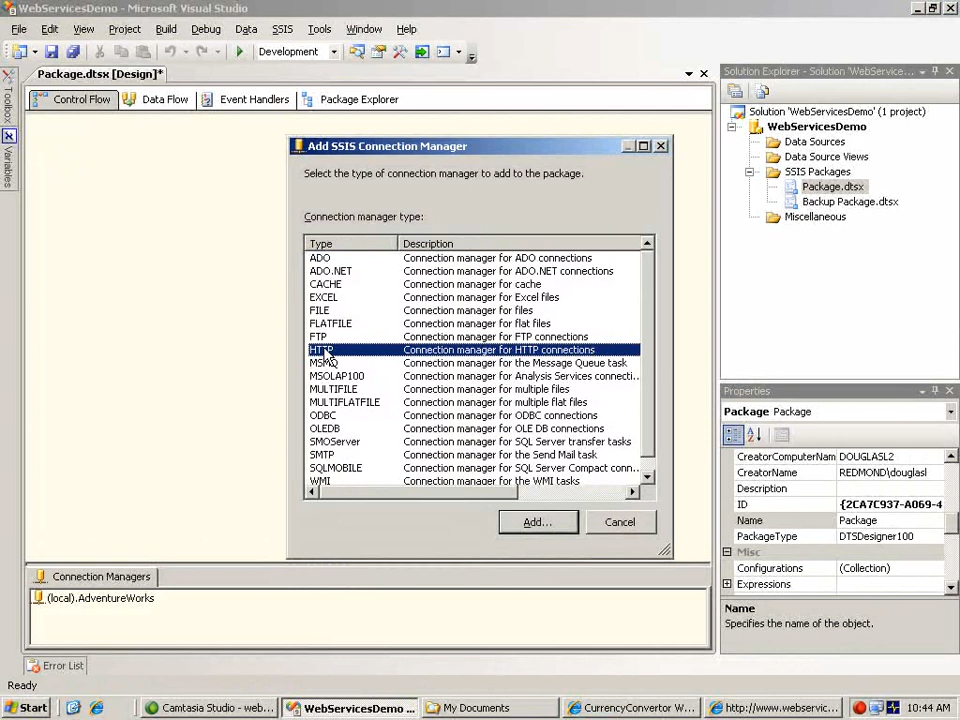 WebServicesDemo - Microsoft Visual Studio
File Edit View Project Build Debug Data SSIS Tools Window Help
Development
Toolbox
Variables
Package.dtsx [Design]*
Control Flow Data Flow Event Handlers Package Explorer
Add SSIS Connection Manager
Select the type of connection manager to add to the package.
Connection manager type:
Type Description
ADO Connection manager for ADO connections
ADO.NET Connection manager for ADO.NET connections
CACHE Connection manager for cache
EXCEL Connection manager for Excel files
FILE Connection manager for files
FLATFILE Connection manager for flat files
FTP Connection manager for FTP connections
HTTP Connection manager for HTTP connections
MSMQ Connection manager for the Message Queue task
MSOLAP100 Connection manager for Analysis Services connecti...
MULTIFILE Connection manager for multiple files
MULTIFLATFILE Connection manager for multiple flat files
ODBC Connection manager for ODBC connections
OLEDB Connection manager for OLE DB connections
SMOServer Connection manager for SQL Server transfer tasks
SMTP Connection manager for the Send Mail task
SQLMOBILE Connection manager for SQL Server Compact conn...
WMI Connection manager for the WMI tasks
Add... Cancel
Connection Managers
(local).AdventureWorks
Error List
Ready
Solution Explorer - Solution 'WebService...
Solution 'WebServicesDemo' (1 project)
WebServicesDemo
Data Sources
Data Source Views
SSIS Packages
Package.dtsx
Backup Package.dtsx
Miscellaneous
Properties
Package Package
CreatorComputerNam DOUGLASL2
CreatorName REDMOND\douglasl
Description
ID {2CA7C937-A069-4
Name Package
PackageType DTSDesigner100
Misc
Configurations (Collection)
Expressions
Name
Specifies the name of the object.
Start Camtasia Studio - web... WebServicesDemo ... My Documents CurrencyConvertor W... http://www.webservic... 10:44 AM